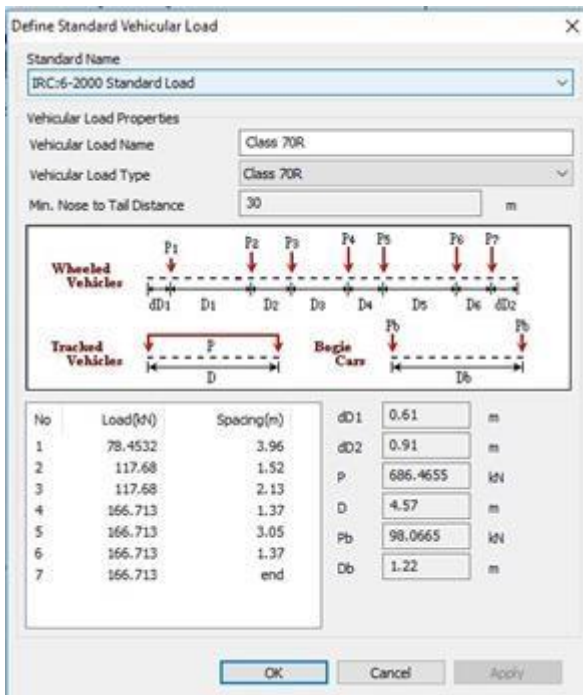 Define Standard Vehicular Load
Standard Name
IRC:6-2000 Standard Load
Vehicular Load Properties
Vehicular Load Name
Class 70R
Vehicular Load Type
Class 70R
Min. Nose to Tail Distance
30
m
P1 P2 P3 P4 P5 P6 P7
Wheeled
Vehicles
dD1 D1 D2 D3 D4 D5 D6 dD2
Tracked
Vehicles
P
D
Bogie
Cars
Pb Pb
Db
No Load(kN) Spacing(m)
1 78.4532 3.96
2 117.68 1.52
3 117.68 2.13
4 166.713 1.37
5 166.713 3.05
6 166.713 1.37
7 166.713 end
dD1 0.61 m
dD2 0.91 m
P 686.4655 kN
D 4.57 m
Pb 98.0665 kN
Db 1.22 m
OK Cancel Apply